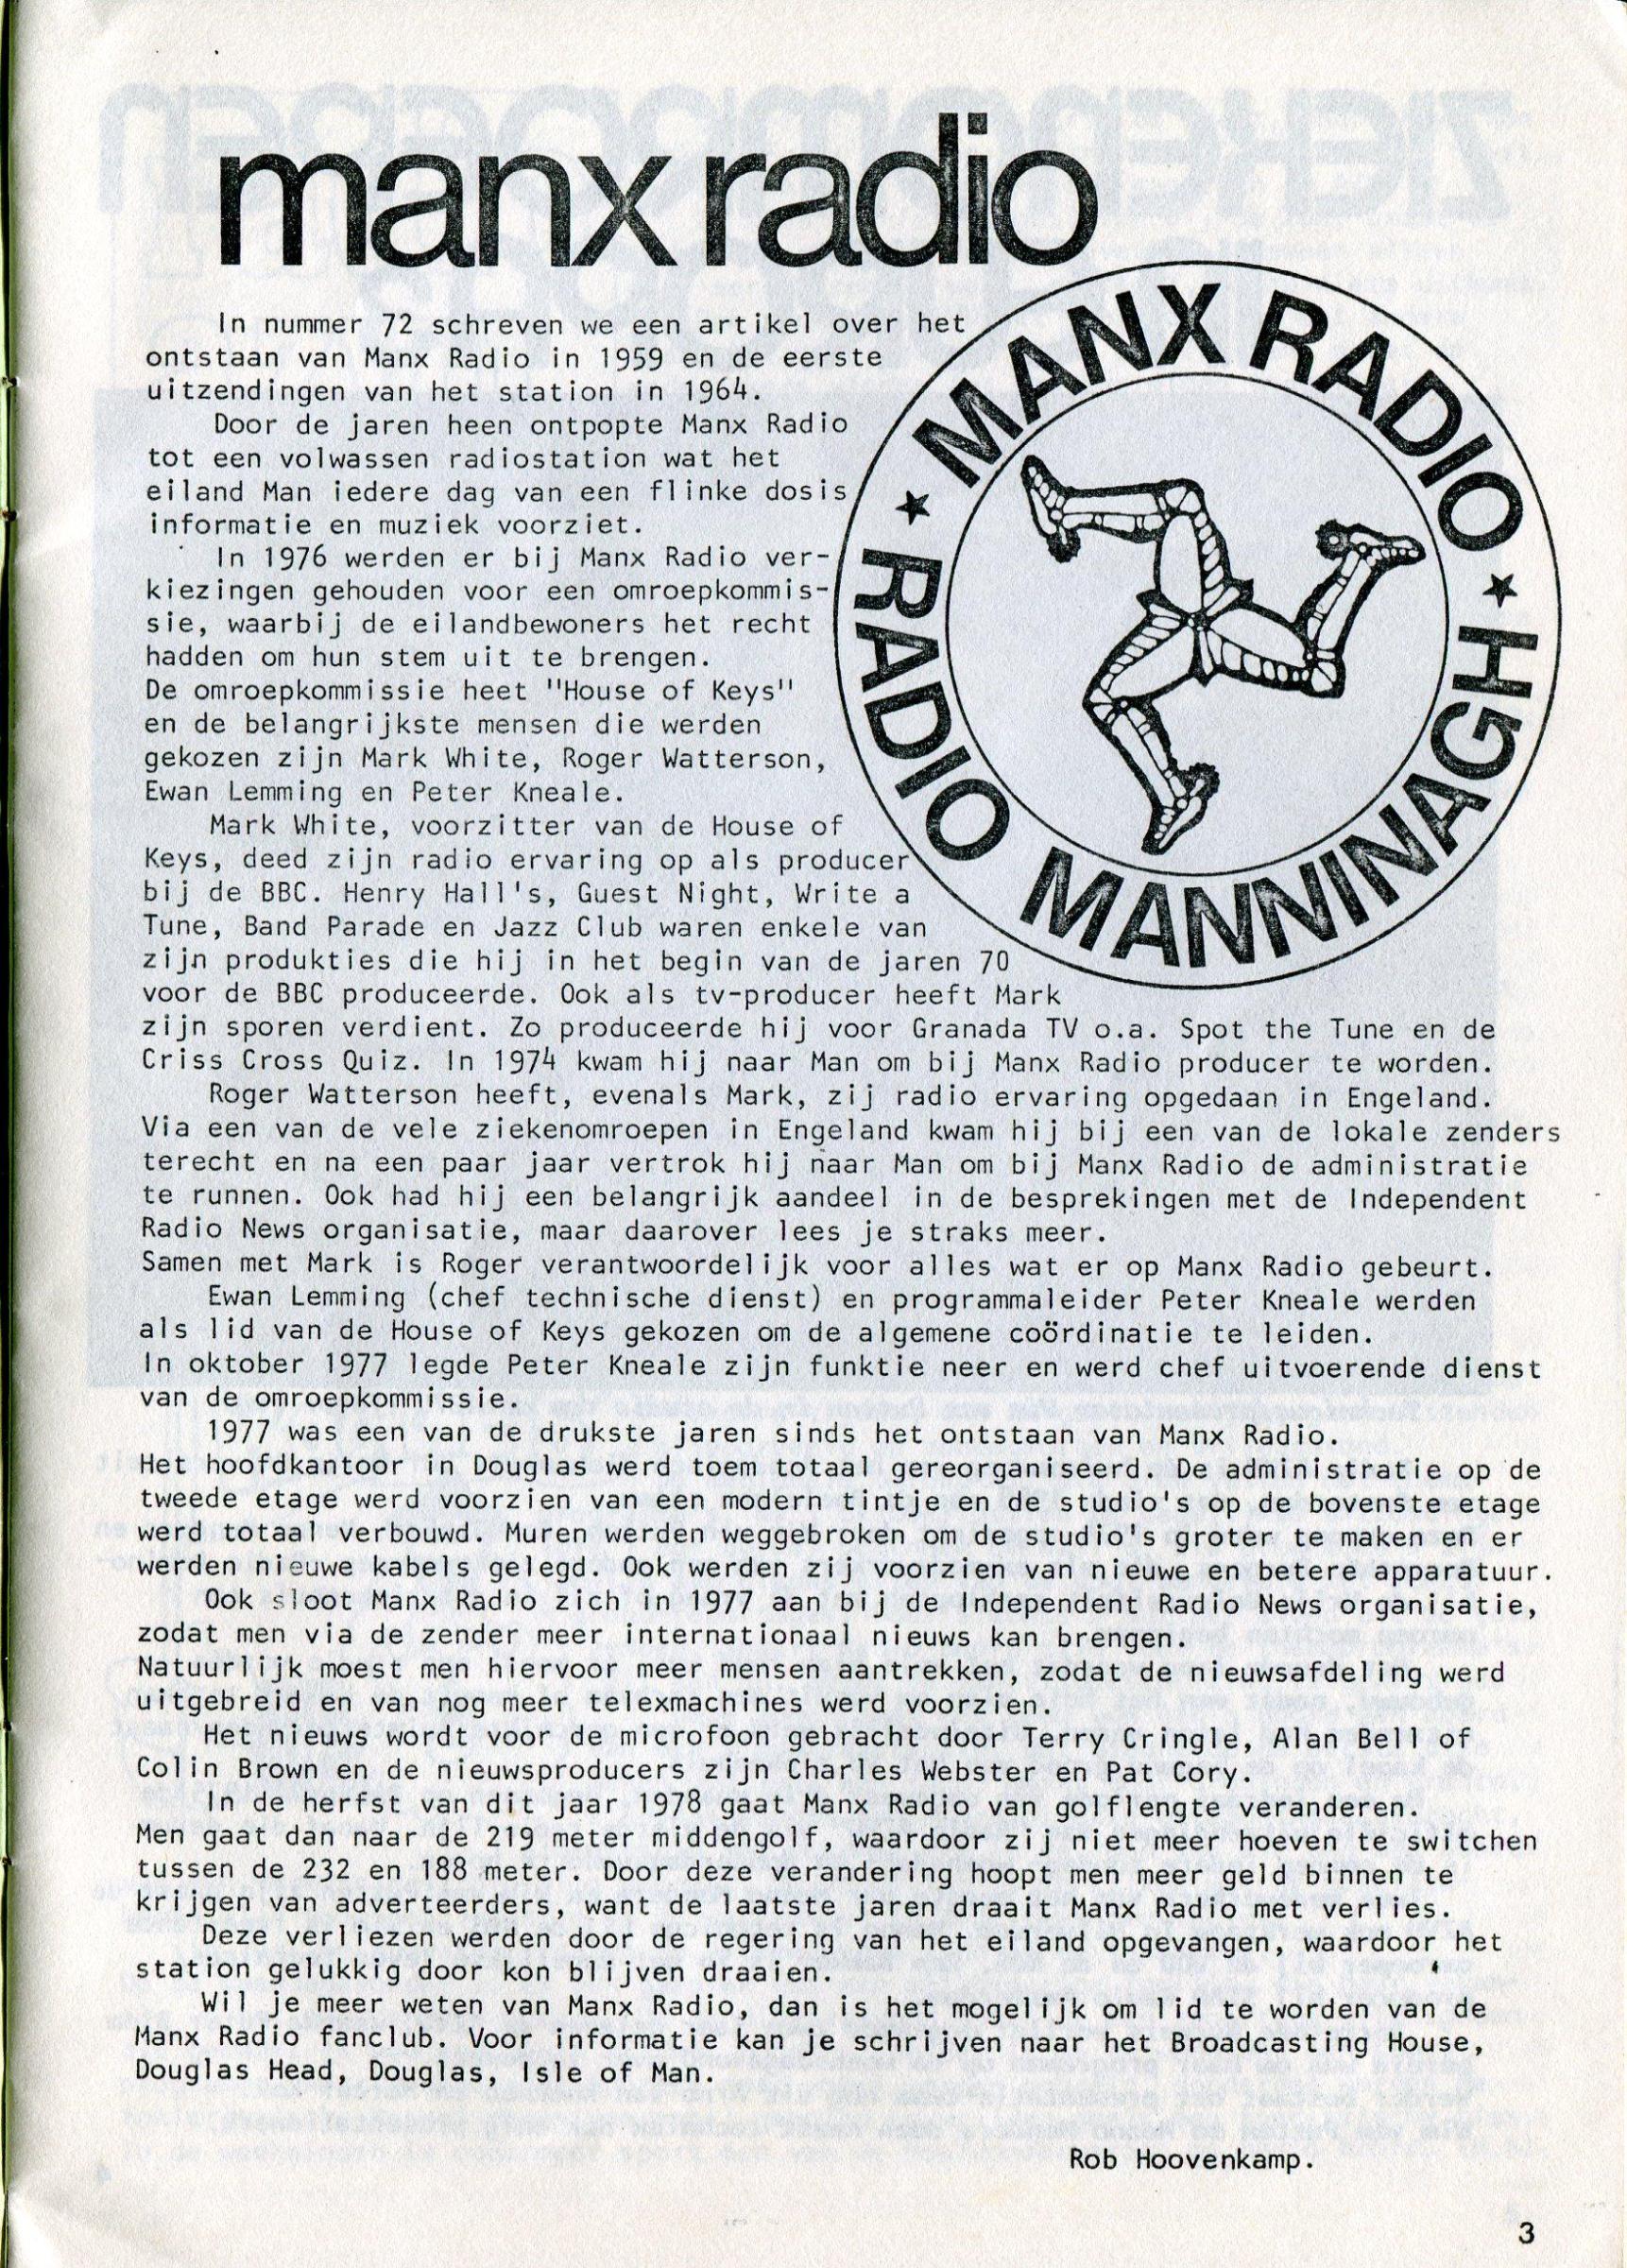 manx radio
MANX RADIO
★ RADIO MANNINAGH ★
In nummer 72 schreven we een artikel over het
ontstaan van Manx Radio in 1959 en de eerste
uitzendingen van het station in 1964.
Door de jaren heen ontpopte Manx Radio
tot een volwassen radiostation wat het
eiland Man iedere dag van een flinke dosis
informatie en muziek voorziet.
In 1976 werden er bij Manx Radio ver-
kiezingen gehouden voor een omroepkommis-
sie, waarbij de eilandbewoners het recht
hadden om hun stem uit te brengen.
De omroepkommissie heet "House of Keys"
en de belangrijkste mensen die werden
gekozen zijn Mark White, Roger Watterson,
Ewan Lemming en Peter Kneale.
Mark White, voorzitter van de House of
Keys, deed zijn radio ervaring op als producer
bij de BBC. Henry Hall's, Guest Night, Write a
Tune, Band Parade en Jazz Club waren enkele van
zijn produkties die hij in het begin van de jaren 70
voor de BBC produceerde. Ook als tv-producer heeft Mark
zijn sporen verdient. Zo produceerde hij voor Granada TV o.a. Spot the Tune en de
Criss Cross Quiz. In 1974 kwam hij naar Man om bij Manx Radio producer te worden.
Roger Watterson heeft, evenals Mark, zij radio ervaring opgedaan in Engeland.
Via een van de vele ziekenomroepen in Engeland kwam hij bij een van de lokale zenders
terecht en na een paar jaar vertrok hij naar Man om bij Manx Radio de administratie
te runnen. Ook had hij een belangrijk aandeel in de besprekingen met de Independent
Radio News organisatie, maar daarover lees je straks meer.
Samen met Mark is Roger verantwoordelijk voor alles wat er op Manx Radio gebeurt.
Ewan Lemming (chef technische dienst) en programmaleider Peter Kneale werden
als lid van de House of Keys gekozen om de algemene coördinatie te leiden.
In oktober 1977 legde Peter Kneale zijn funktie neer en werd chef uitvoerende dienst
van de omroepkommissie.
1977 was een van de drukste jaren sinds het ontstaan van Manx Radio.
Het hoofdkantoor in Douglas werd toem totaal gereorganiseerd. De administratie op de
tweede etage werd voorzien van een modern tintje en de studio's op de bovenste etage
werd totaal verbouwd. Muren werden weggebroken om de studio's groter te maken en er
werden nieuwe kabels gelegd. Ook werden zij voorzien van nieuwe en betere apparatuur.
Ook sloot Manx Radio zich in 1977 aan bij de Independent Radio News organisatie,
zodat men via de zender meer internationaal nieuws kan brengen.
Natuurlijk moest men hiervoor meer mensen aantrekken, zodat de nieuwsafdeling werd
uitgebreid en van nog meer telexmachines werd voorzien.
Het nieuws wordt voor de microfoon gebracht door Terry Cringle, Alan Bell of
Colin Brown en de nieuwsproducers zijn Charles Webster en Pat Cory.
In de herfst van dit jaar 1978 gaat Manx Radio van golflengte veranderen.
Men gaat dan naar de 219 meter middengolf, waardoor zij niet meer hoeven te switchen
tussen de 232 en 188 meter. Door deze verandering hoopt men meer geld binnen te
krijgen van adverteerders, want de laatste jaren draait Manx Radio met verlies.
Deze verliezen werden door de regering van het eiland opgevangen, waardoor het
station gelukkig door kon blijven draaien.
Wil je meer weten van Manx Radio, dan is het mogelijk om lid te worden van de
Manx Radio fanclub. Voor informatie kan je schrijven naar het Broadcasting House,
Douglas Head, Douglas, Isle of Man.
Rob Hoovenkamp.
3